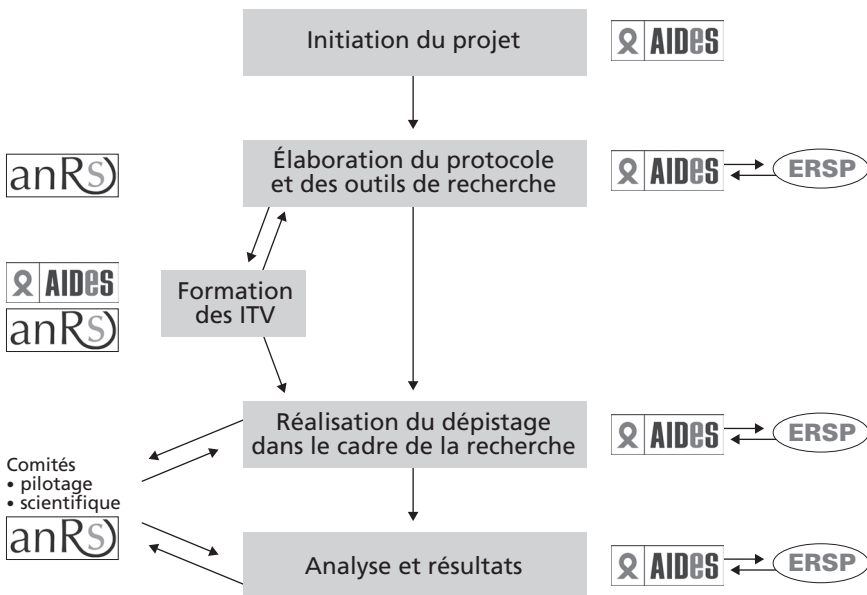 Initiation du projet
AIDeS
anRS
Élaboration du protocole
et des outils de recherche
AIDeS
ERSP
AIDeS
anRS
Formation
des ITV
Réalisation du dépistage
dans le cadre de la recherche
AIDeS
ERSP
Comités
• pilotage
• scientifique
anRS
Analyse et résultats
AIDeS
ERSP